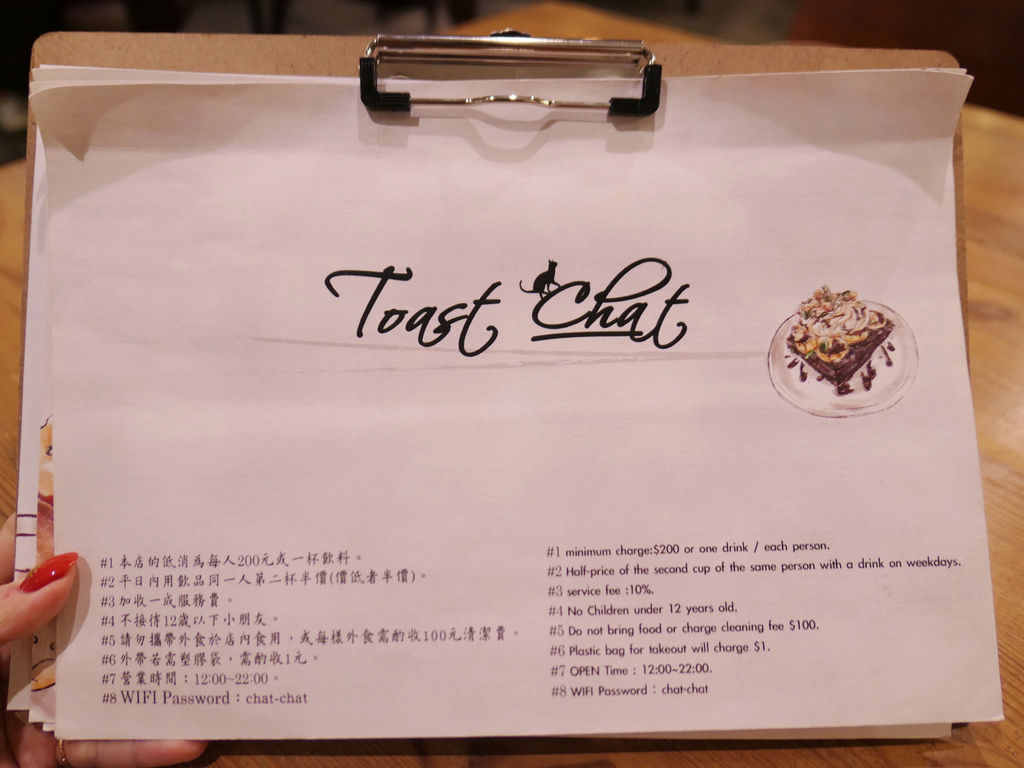 Toast Chat
#1 本店的低消為每人200元或一杯飲料。
#2 平日內用飲品同一人第二杯半價(價低者半價)。
#3 加收一成服務費。
#4 不接待12歲以下小朋友。
#5 請勿攜帶外食於店內食用，或每樣外食需酌收100元清潔費。
#6 外帶若需塑膠袋，需酌收1元。
#7 營業時間：12:00~22:00。
#8 WIFI Password：chat-chat
#1 minimum charge:$200 or one drink / each person.
#2 Half-price of the second cup of the same person with a drink on weekdays.
#3 service fee :10%.
#4 No Children under 12 years old.
#5 Do not bring food or charge cleaning fee $100.
#6 Plastic bag for takeout will charge $1.
#7 OPEN Time : 12:00~22:00.
#8 WIFI Password : chat-chat